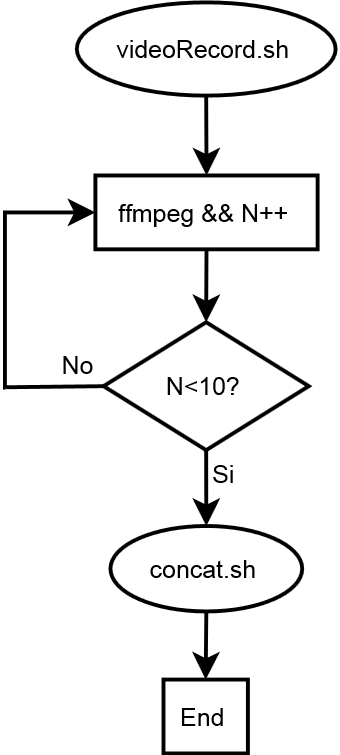 videoRecord.sh
ffmpeg && N++
No
N<10?
Si
concat.sh
End